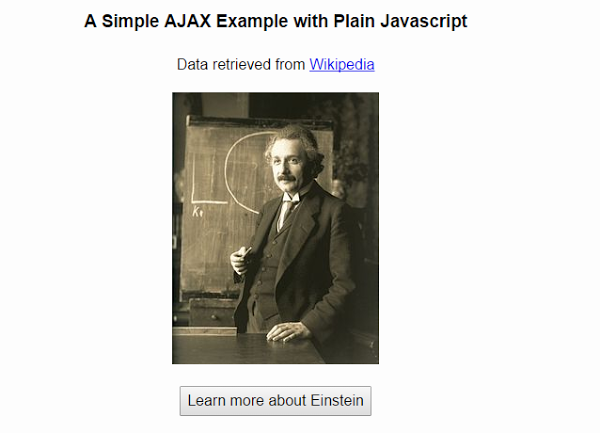 A Simple AJAX Example with Plain Javascript
Data retrieved from Wikipedia
Learn more about Einstein